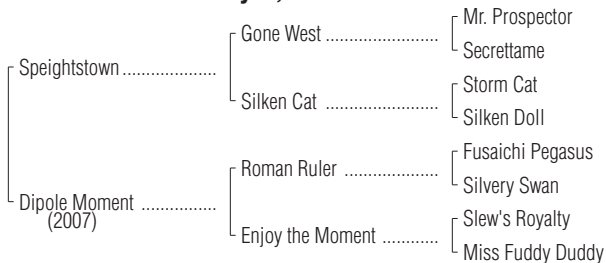 Mr. Prospector
Gone West ........................
Secrettame
Speightstown ....................
Storm Cat
Silken Cat ........................
Silken Doll
Fusaichi Pegasus
Roman Ruler ....................
Silvery Swan
Dipole Moment ................
(2007)
Slew's Royalty
Enjoy the Moment ............
Miss Fuddy Duddy